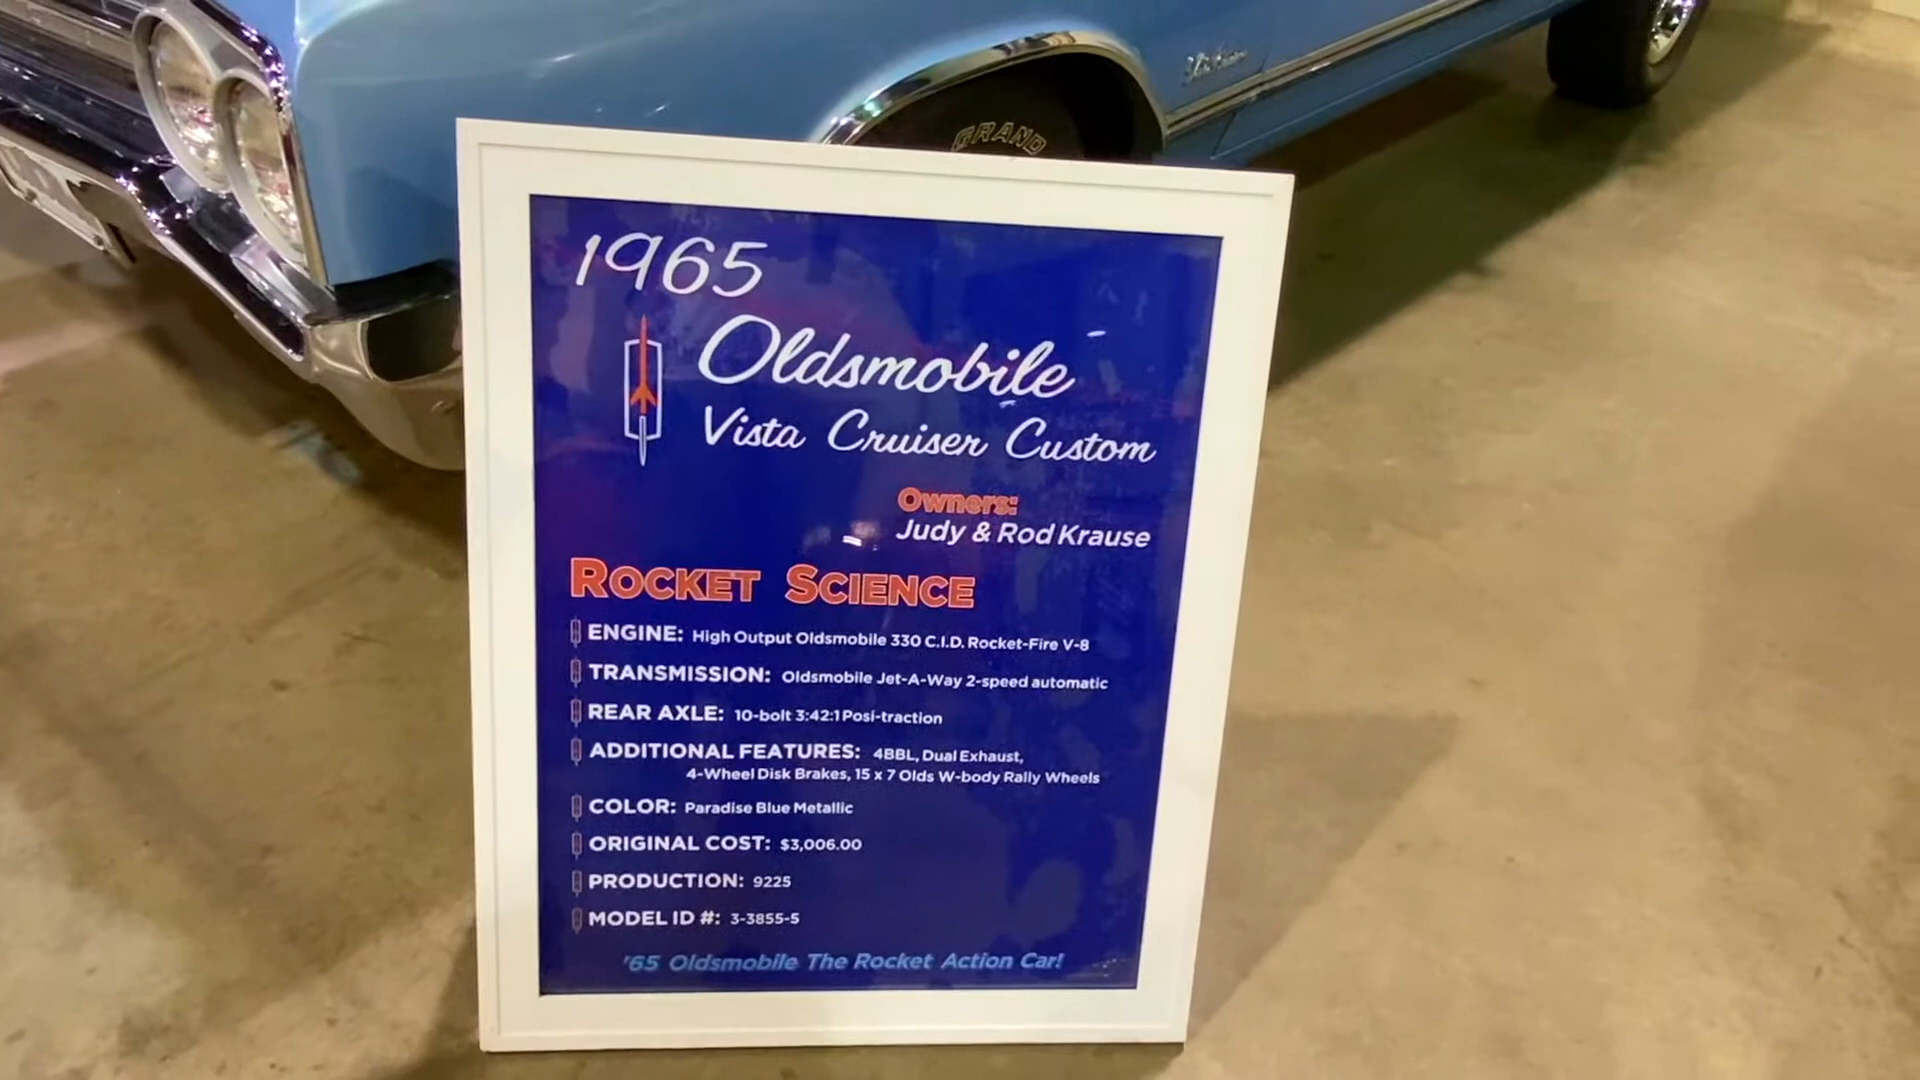 GRAND
1965
Oldsmobile
Vista Cruiser Custom
Owners:
Judy & Rod Krause
ROCKET SCIENCE
ENGINE: High Output Oldsmobile 330 C.I.D. Rocket-Fire V-8
TRANSMISSION: Oldsmobile Jet-A-Way 2-speed automatic
REAR AXLE: 10-bolt 3:42:1 Posi-traction
ADDITIONAL FEATURES: 4BBL, Dual Exhaust,
4-Wheel Disk Brakes, 15 x 7 Olds W-body Rally Wheels
COLOR: Paradise Blue Metallic
ORIGINAL COST: $3,006.00
PRODUCTION: 9225
MODEL ID #: 3-3855-5
'65 Oldsmobile The Rocket Action Car!